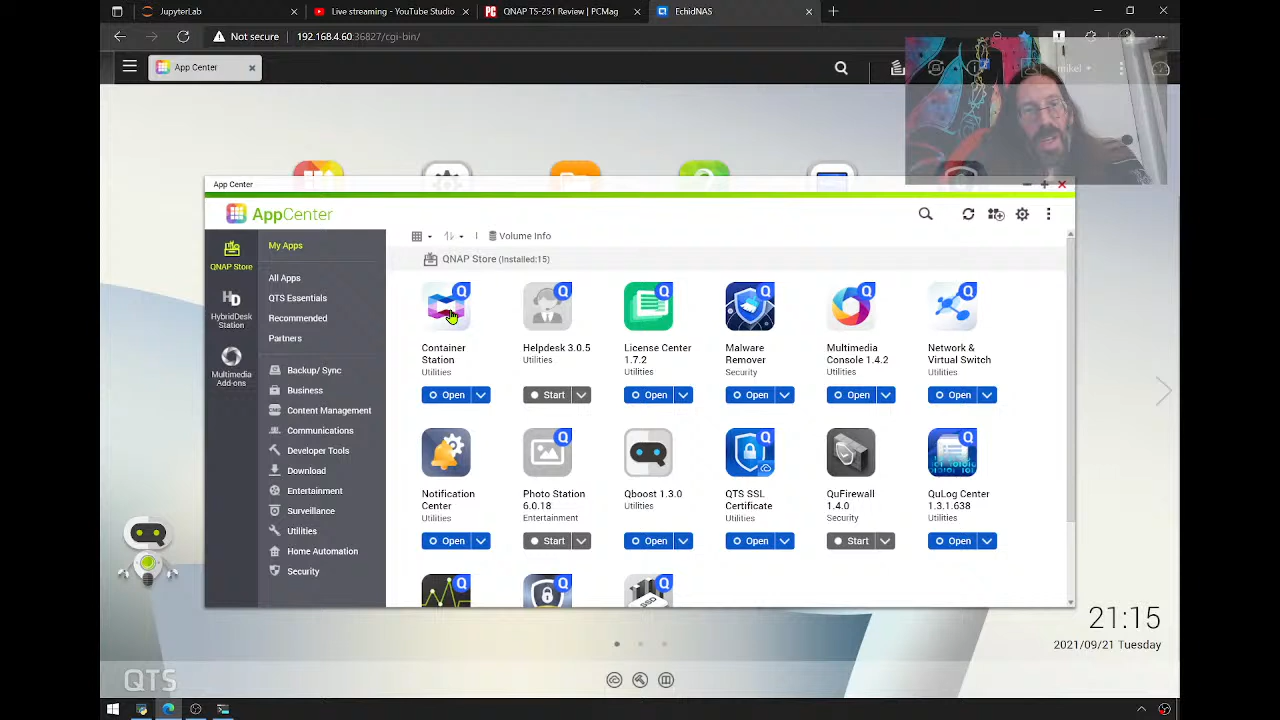 JupyterLab
Live streaming - YouTube Studio
PC
QNAP TS-251 Review | PCMag
EchidNAS
Not secure
192.168.4.60:36827/cgi-bin/
App Center
mikel
App Center
AppCenter
QNAP Store
HD
HybridDesk
Station
Multimedia
Add-ons
My Apps
All Apps
QTS Essentials
Recommended
Partners
Backup/ Sync
Business
Content Management
Communications
Developer Tools
Download
Entertainment
Surveillance
Utilities
Home Automation
Security
Volume Info
QNAP Store (Installed:15)
Container
Station
Utilities
Open
Helpdesk 3.0.5
Utilities
Start
License Center
1.7.2
Utilities
Open
Malware
Remover
Security
Open
Multimedia
Console 1.4.2
Utilities
Open
Network &
Virtual Switch
Utilities
Open
Notification
Center
Utilities
Open
Photo Station
6.0.18
Entertainment
Start
Qboost 1.3.0
Utilities
Open
QTS SSL
Certificate
Utilities
Open
QuFirewall
1.4.0
Security
Start
QuLog Center
1.3.1.638
Utilities
Open
SSD
21:15
2021/09/21 Tuesday
QTS